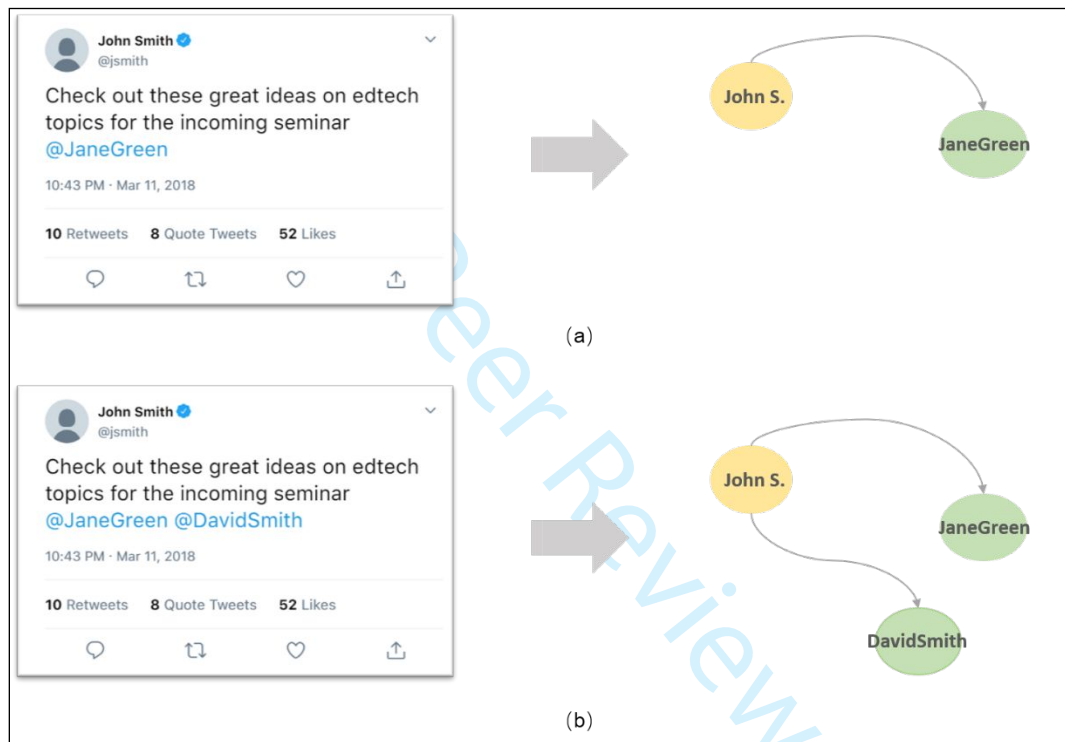 John Smith
@jsmith
Check out these great ideas on edtech
topics for the incoming seminar
@JaneGreen
10:43 PM · Mar 11, 2018
10 Retweets 8 Quote Tweets 52 Likes
John S.
JaneGreen
(a)
John Smith
@jsmith
Check out these great ideas on edtech
topics for the incoming seminar
@JaneGreen @DavidSmith
10:43 PM · Mar 11, 2018
10 Retweets 8 Quote Tweets 52 Likes
John S.
JaneGreen
DavidSmith
(b)
eer Review